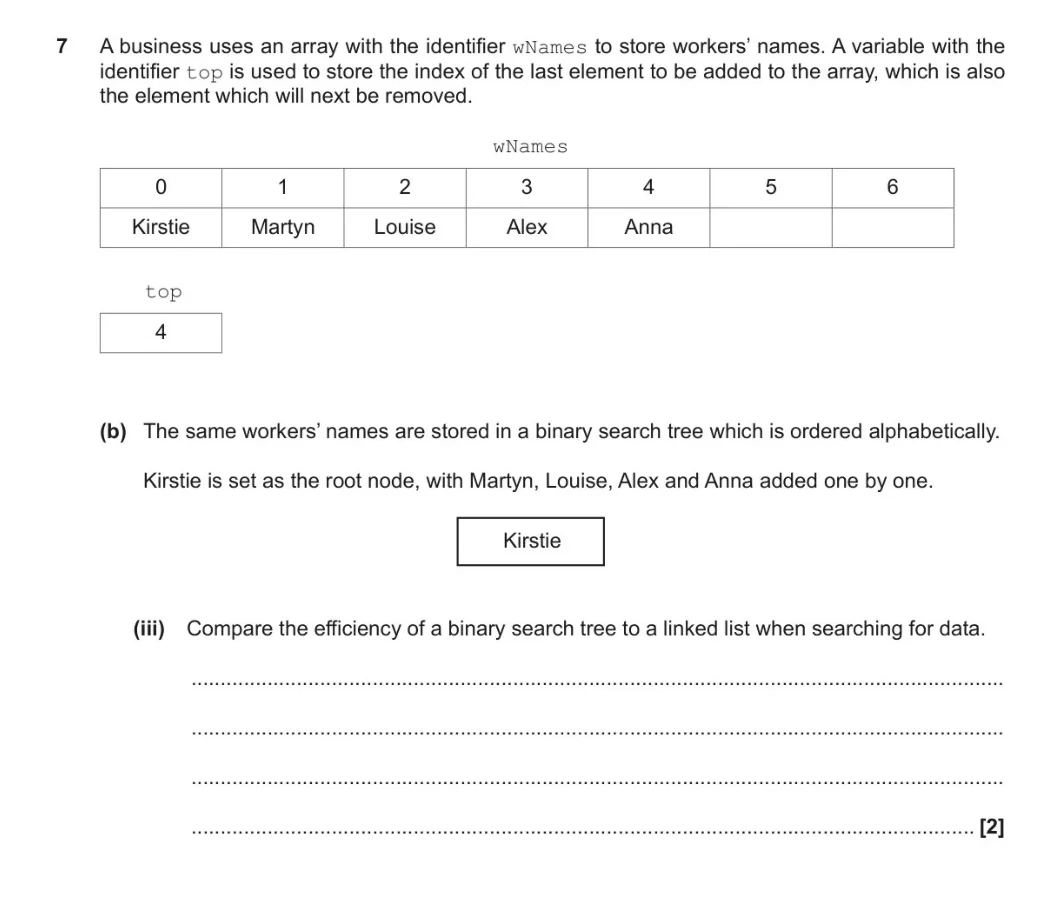 7 A business uses an array with the identifier wNames to store workers’ names. A variable with the
identifier top is used to store the index of the last element to be added to the array, which is also
the element which will next be removed.
wNames
0 1 2 3 4 5 6
Kirstie Martyn Louise Alex Anna
top
4
(b) The same workers’ names are stored in a binary search tree which is ordered alphabetically.
Kirstie is set as the root node, with Martyn, Louise, Alex and Anna added one by one.
Kirstie
(iii) Compare the efficiency of a binary search tree to a linked list when searching for data.
[2]